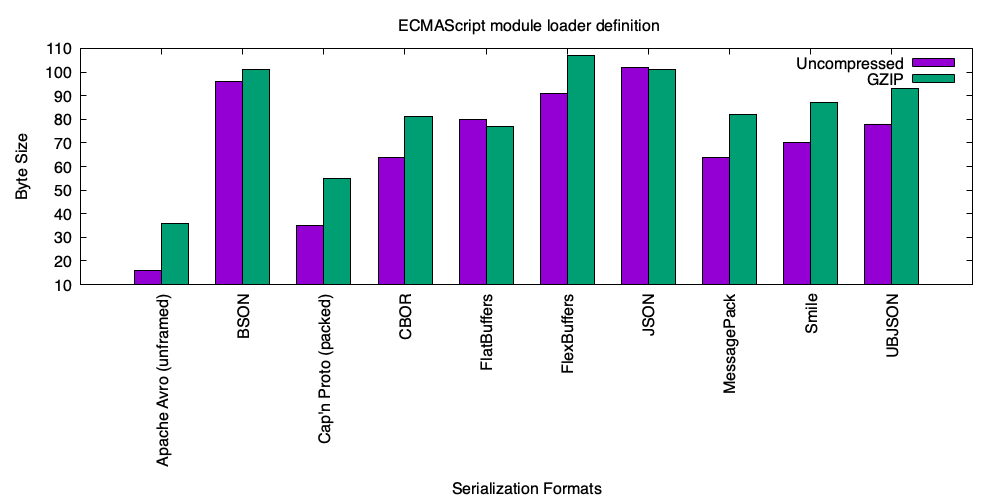 ECMAScript module loader definition
Uncompressed
GZIP
Byte Size
110
100
90
80
70
60
50
40
30
20
10
Apache Avro (unframed)
BSON
Cap'n Proto (packed)
CBOR
FlatBuffers
FlexBuffers
JSON
MessagePack
Smile
UBJSON
Serialization Formats